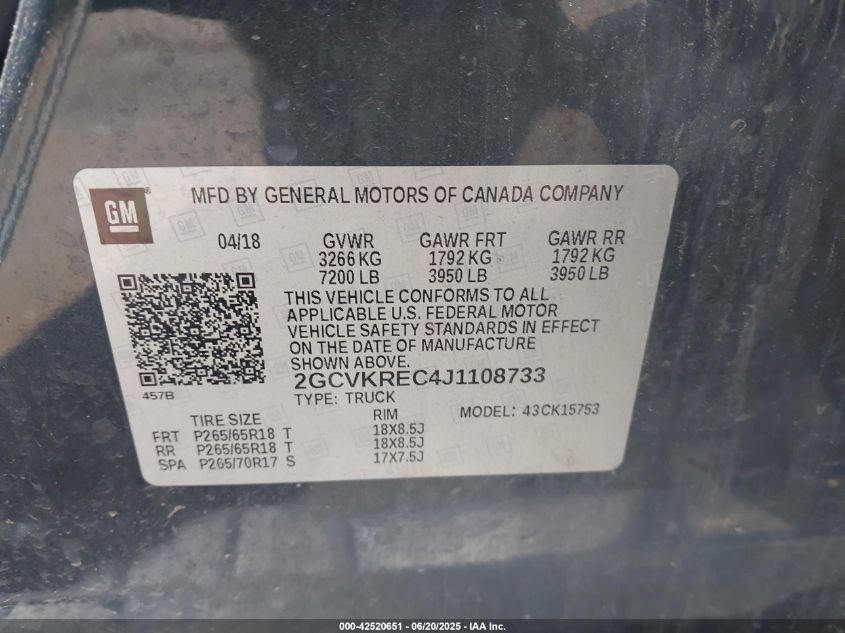 GM
MFD BY GENERAL MOTORS OF CANADA COMPANY
04/18 GVWR GAWR FRT GAWR RR
3266 KG 1792 KG 1792 KG
7200 LB 3950 LB 3950 LB
THIS VEHICLE CONFORMS TO ALL
APPLICABLE U.S. FEDERAL MOTOR
VEHICLE SAFETY STANDARDS IN EFFECT
ON THE DATE OF MANUFACTURE
SHOWN ABOVE.
2GCVKREC4J1108733
457B
TYPE: TRUCK MODEL: 43CK15753
TIRE SIZE RIM
FRT P265/65R18 T 18X8.5J
RR P265/65R18 T 18X8.5J
SPA P265/70R17 S 17X7.5J
000-42520651 - 06/20/2025 - IAA Inc.